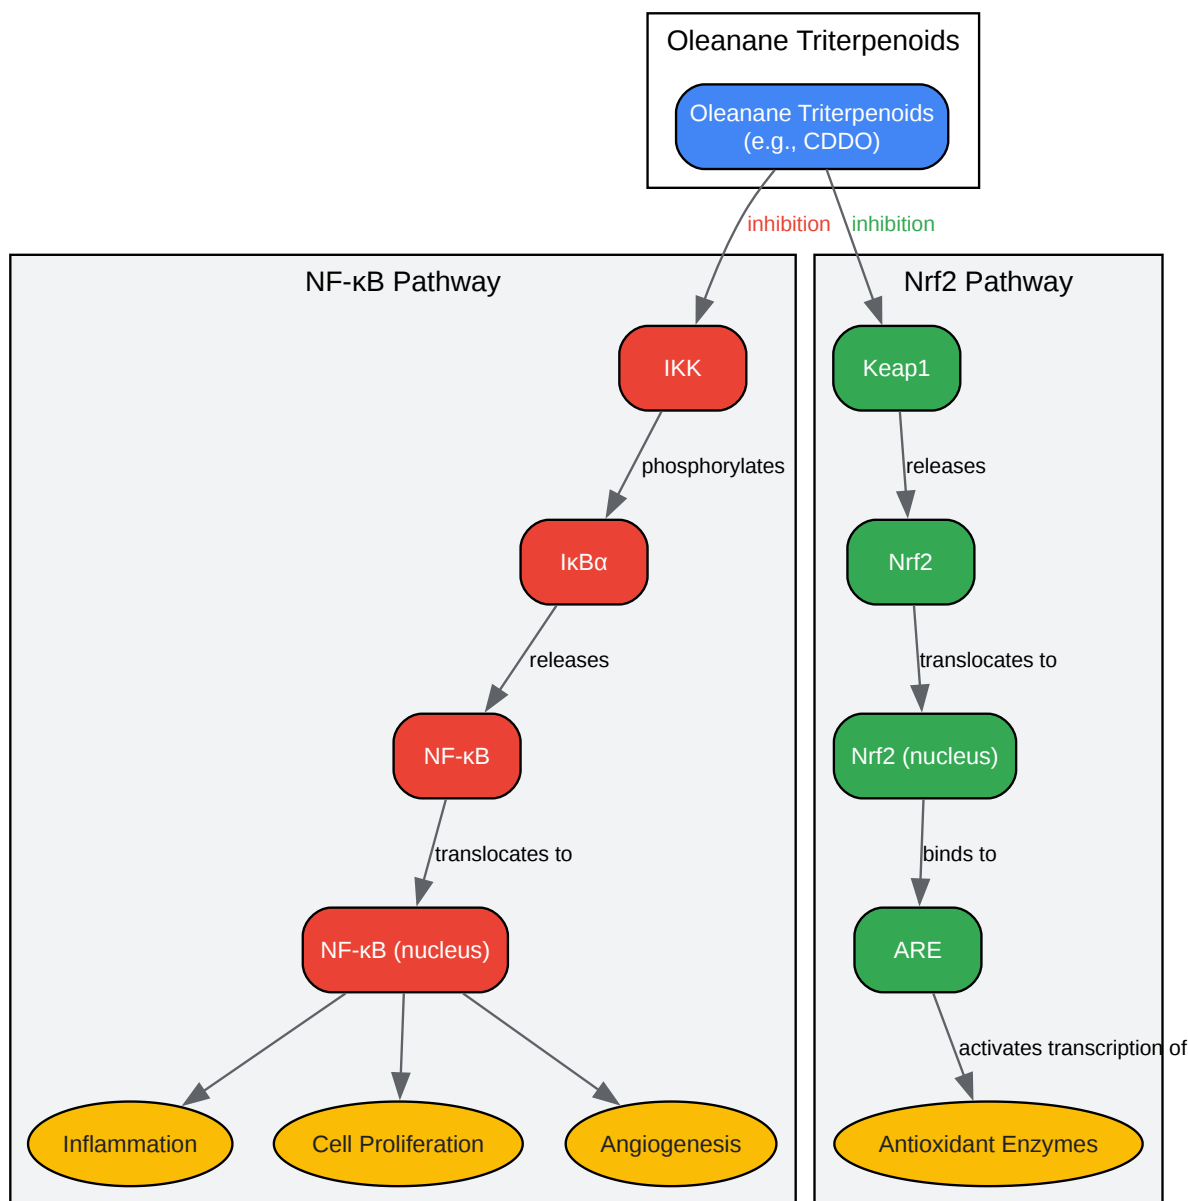 Oleanane Triterpenoids
Oleanane Triterpenoids
(e.g., CDDO)
inhibition
inhibition
NF-κB Pathway
Nrf2 Pathway
IKK
Keap1
phosphorylates
releases
IκBα
Nrf2
releases
translocates to
NF-κB
Nrf2 (nucleus)
translocates to
binds to
NF-κB (nucleus)
ARE
activates transcription of
Inflammation
Cell Proliferation
Angiogenesis
Antioxidant Enzymes